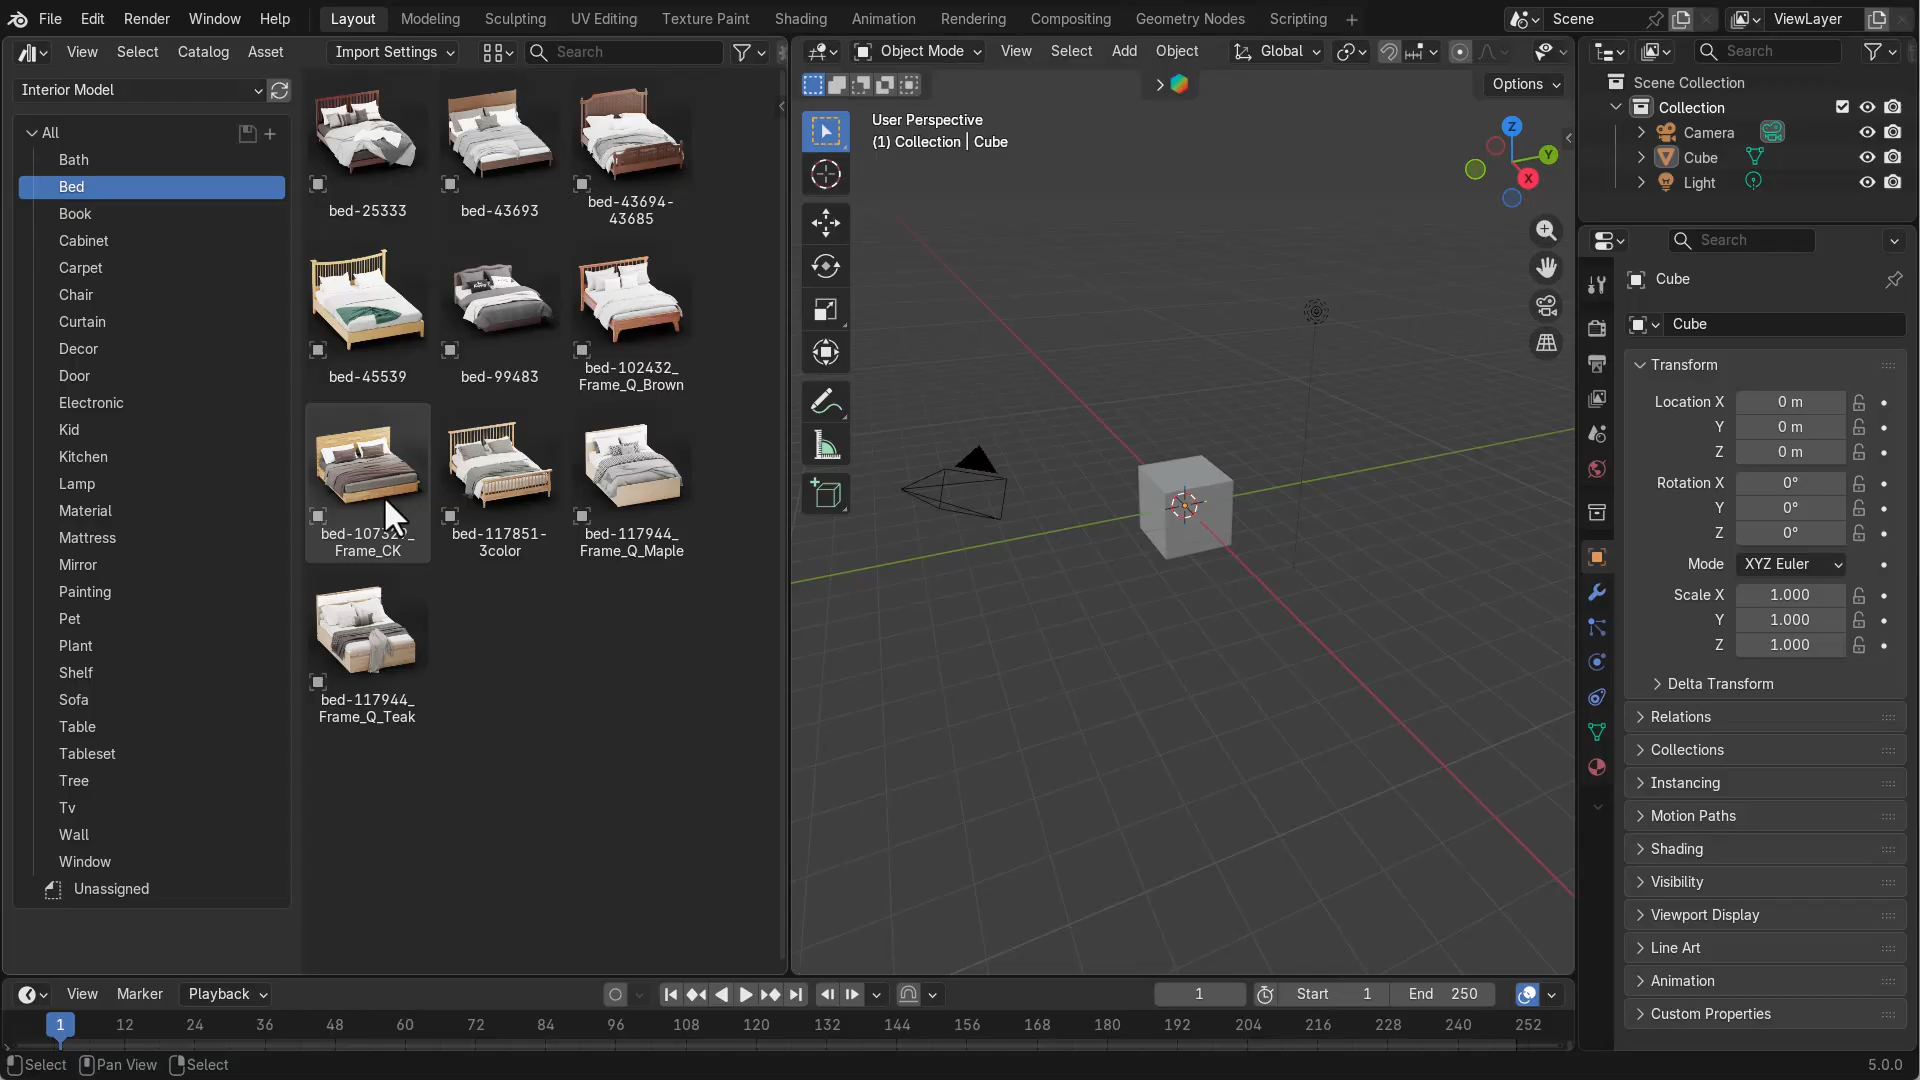 File Edit Render Window Help Layout Modeling Sculpting UV Editing Texture Paint Shading Animation Rendering Compositing Geometry Nodes Scripting Scene ViewLayer
View Select Catalog Asset Import Settings Search
Interior Model
All
Bath
Bed
Book
Cabinet
Carpet
Chair
Curtain
Decor
Door
Electronic
Kid
Kitchen
Lamp
Material
Mattress
Mirror
Painting
Pet
Plant
Shelf
Sofa
Table
Tableset
Tree
Tv
Wall
Window
Unassigned
bed-25333
bed-43693
bed-43694-
43685
bed-45539
bed-99483
bed-102432_
Frame_Q_Brown
Frame_CK
bed-117851-
3color
bed-117944_
Frame_Q_Maple
bed-117944_
Frame_Q_Teak
Object Mode View Select Add Object Global
Options
User Perspective
(1) Collection | Cube
Z
Y
X
Search
Scene Collection
Collection
Camera
Cube
Light
Search
Cube
Cube
Transform
Location X 0 m
Y 0 m
Z 0 m
Rotation X 0°
Y 0°
Z 0°
Mode XYZ Euler
Scale X 1.000
Y 1.000
Z 1.000
Delta Transform
Relations
Collections
Instancing
Motion Paths
Shading
Visibility
Viewport Display
Line Art
Animation
Custom Properties
View Marker Playback 1 Start 1 End 250
1 12 24 36 48 60 72 84 96 108 120 132 144 156 168 180 192 204 216 228 240 252
Select Pan View Select 5.0.0